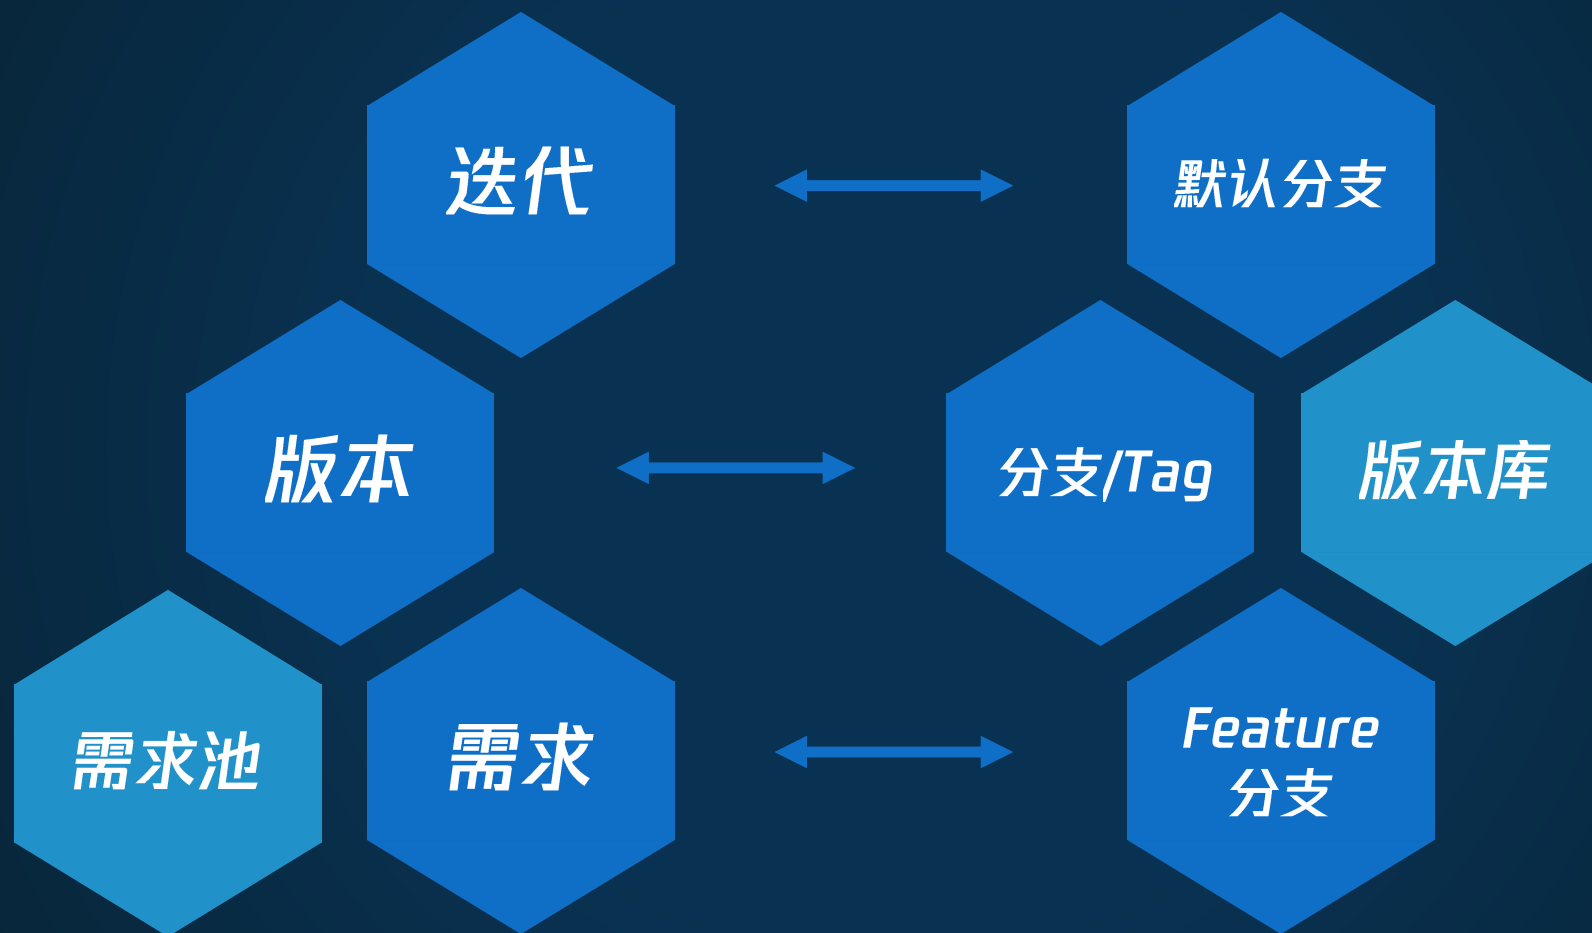 迭代
默认分支
版本
分支/Tag
版本库
需求池
需求
Feature
分支